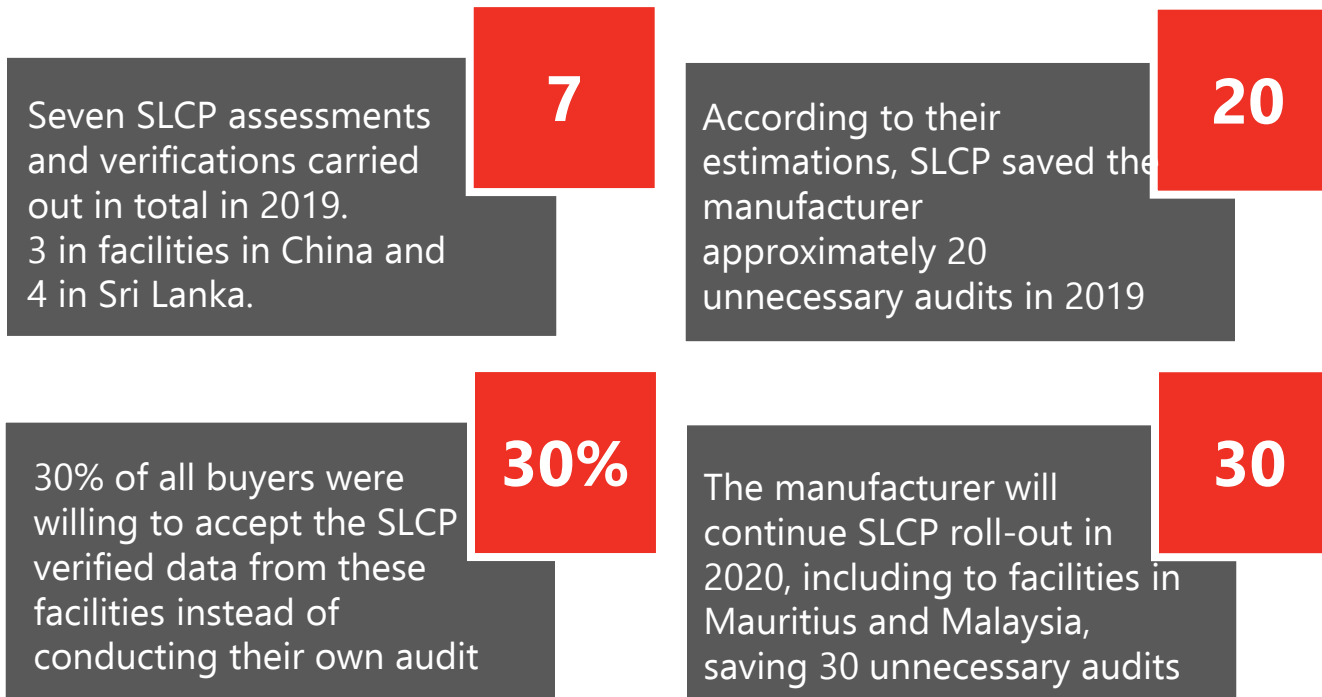 7
Seven SLCP assessments
and verifications carried
out in total in 2019.
3 in facilities in China and
4 in Sri Lanka.
20
According to their
estimations, SLCP saved the
manufacturer
approximately 20
unnecessary audits in 2019
30%
30% of all buyers were
willing to accept the SLCP
verified data from these
facilities instead of
conducting their own audit
30
The manufacturer will
continue SLCP roll-out in
2020, including to facilities in
Mauritius and Malaysia,
saving 30 unnecessary audits